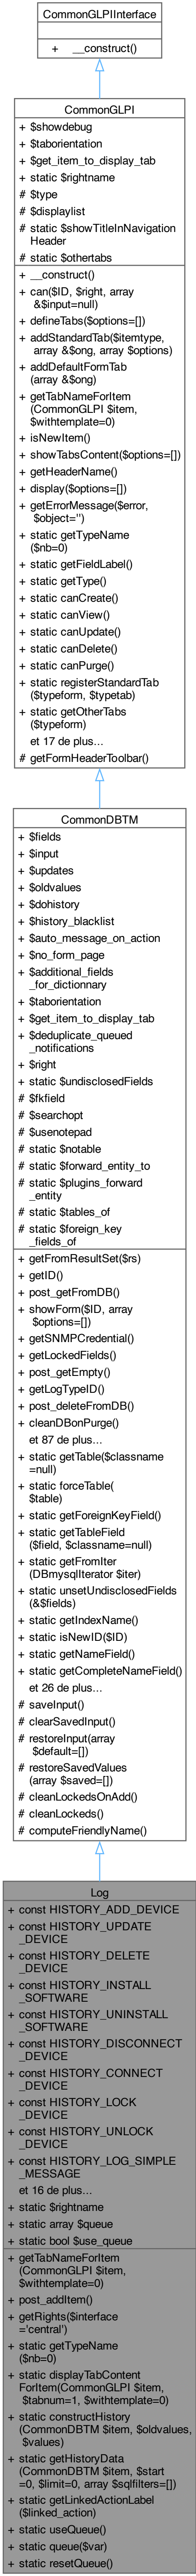 CommonGLPIInterface
+ __construct()
CommonGLPI
+ $showdebug
+ $taborientation
+ $get_item_to_display_tab
+ static $rightname
# $type
# $displaylist
# static $showTitleInNavigation
Header
# static $othertabs
+ __construct()
+ can($ID, $right, array
&$input=null)
+ defineTabs($options=[])
+ addStandardTab($itemtype,
array &$ong, array $options)
+ addDefaultFormTab
(array &$ong)
+ getTabNameForItem
(CommonGLPI $item,
$withtemplate=0)
+ isNewItem()
+ showTabsContent($options=[])
+ getHeaderName()
+ display($options=[])
+ getErrorMessage($error,
$object='')
+ static getTypeName
($nb=0)
+ static getFieldLabel()
+ static getType()
+ static canCreate()
+ static canView()
+ static canUpdate()
+ static canDelete()
+ static canPurge()
+ static registerStandardTab
($typeform, $typetab)
+ static getOtherTabs
($typeform)
et 17 de plus...
# getFormHeaderToolbar()
CommonDBTM
+ $fields
+ $input
+ $updates
+ $oldvalues
+ $dohistory
+ $history_blacklist
+ $auto_message_on_action
+ $no_form_page
+ $additional_fields
_for_dictionnary
+ $taborientation
+ $get_item_to_display_tab
+ $deduplicate_queued
_notifications
+ $right
+ static $undisclosedFields
# $fkfield
# $searchopt
# $usenotepad
# static $notable
# static $forward_entity_to
# static $plugins_forward
_entity
# static $tables_of
# static $foreign_key
_fields_of
+ getFromResultSet($rs)
+ getID()
+ post_getFromDB()
+ showForm($ID, array
$options=[])
+ getSNMPCredential()
+ getLockedFields()
+ post_getEmpty()
+ getLogTypeID()
+ post_deleteFromDB()
+ cleanDBonPurge()
et 87 de plus...
+ static getTable($classname
=null)
+ static forceTable(
$table)
+ static getForeignKeyField()
+ static getTableField
($field, $classname=null)
+ static getFromIter
(DBmysqlIterator $iter)
+ static unsetUndisclosedFields
(&$fields)
+ static getIndexName()
+ static isNewID($ID)
+ static getNameField()
+ static getCompleteNameField()
et 26 de plus...
# saveInput()
# clearSavedInput()
# restoreInput(array
$default=[])
# restoreSavedValues
(array $saved=[])
# cleanLockedsOnAdd()
# cleanLockeds()
# computeFriendlyName()
Log
+ const HISTORY_ADD_DEVICE
+ const HISTORY_UPDATE
_DEVICE
+ const HISTORY_DELETE
_DEVICE
+ const HISTORY_INSTALL
_SOFTWARE
+ const HISTORY_UNINSTALL
_SOFTWARE
+ const HISTORY_DISCONNECT
_DEVICE
+ const HISTORY_CONNECT
_DEVICE
+ const HISTORY_LOCK
_DEVICE
+ const HISTORY_UNLOCK
_DEVICE
+ const HISTORY_LOG_SIMPLE
_MESSAGE
et 16 de plus...
+ static $rightname
+ static array $queue
+ static bool $use_queue
+ getTabNameForItem
(CommonGLPI $item,
$withtemplate=0)
+ post_addItem()
+ getRights($interface
='central')
+ static getTypeName
($nb=0)
+ static displayTabContent
ForItem(CommonGLPI $item,
$tabnum=1, $withtemplate=0)
+ static constructHistory
(CommonDBTM $item, $oldvalues,
$values)
+ static getHistoryData
(CommonDBTM $item, $start
=0, $limit=0, array $sqlfilters=[])
+ static getLinkedActionLabel
($linked_action)
+ static useQueue()
+ static queue($var)
+ static resetQueue()